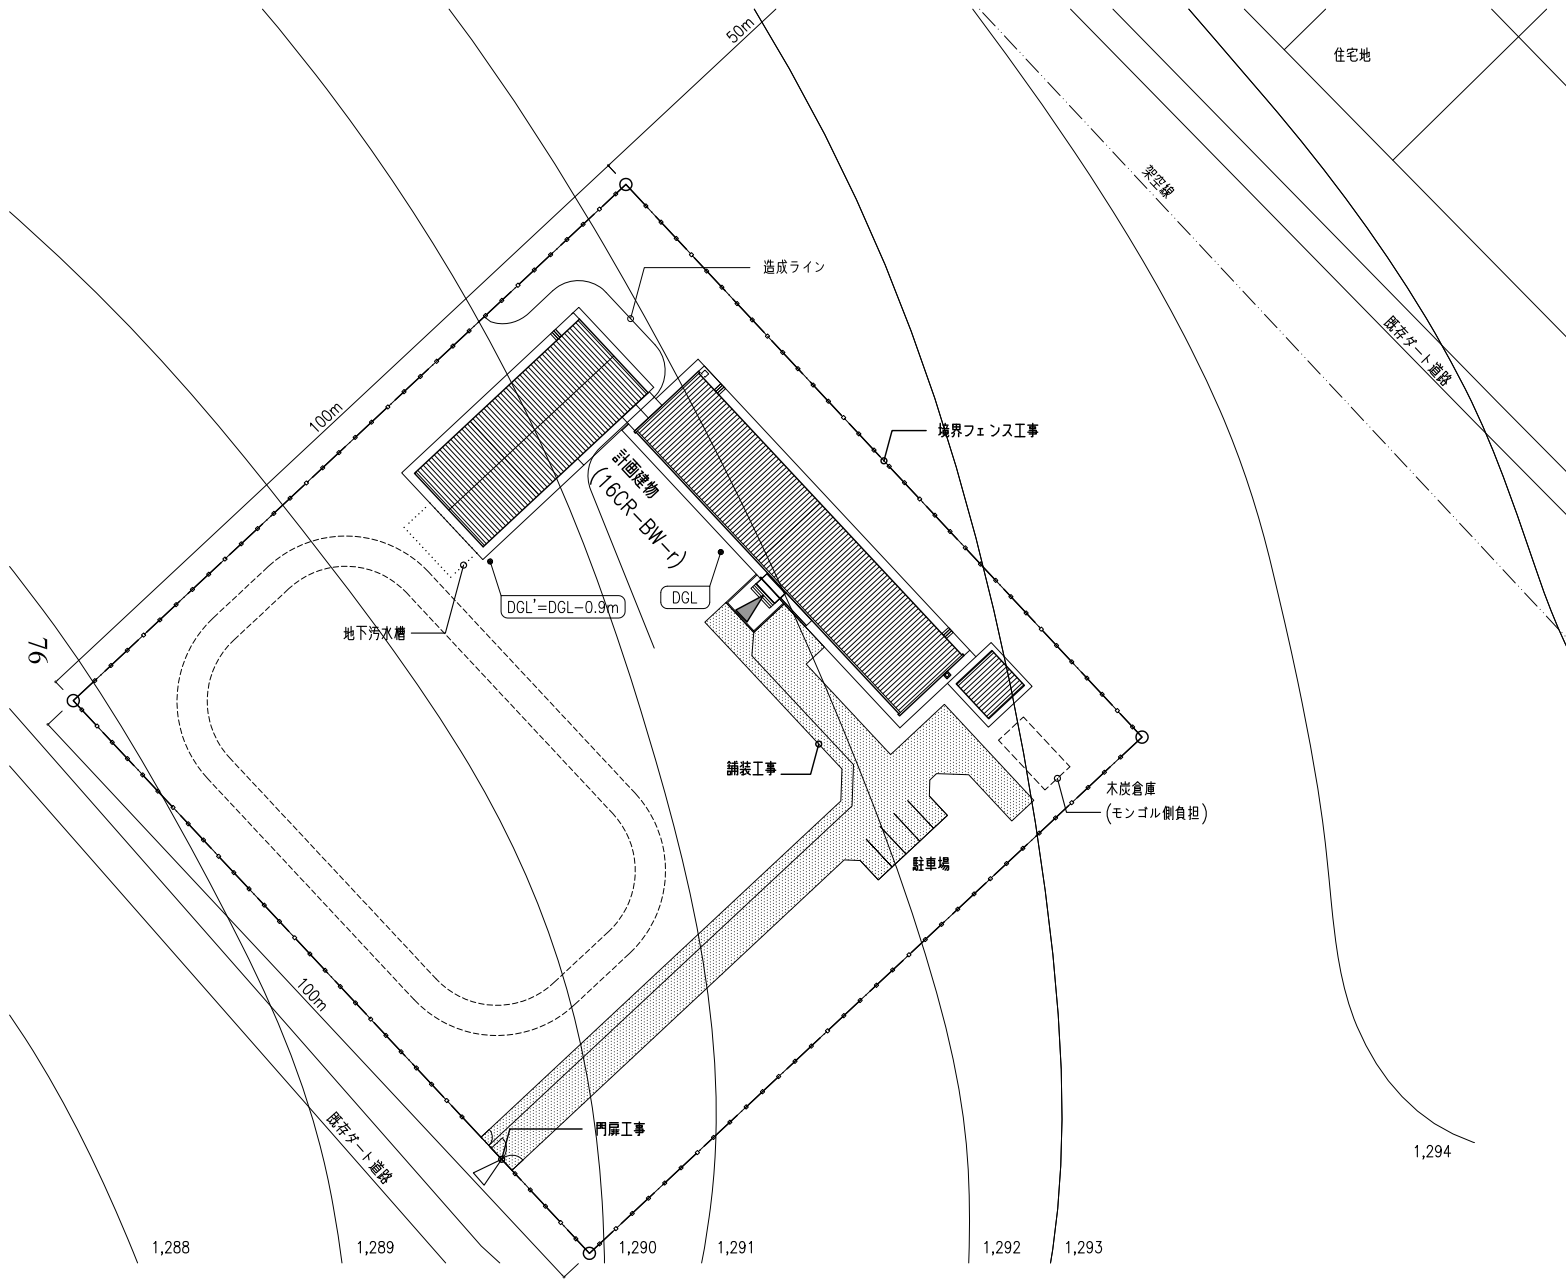 50m
住宅地
架空線
造成ライン
既存ダート道路
100m
境界フェンス工事
計画建物
(16CR-BW-r)
DGL
DGL'=DGL-0.9m
地下汚水槽
76
舗装工事
木炭倉庫
(モンゴル側負担)
駐車場
100m
門扉工事
既存ダート道路
1,294
1,288
1,289
1,290
1,291
1,292
1,293